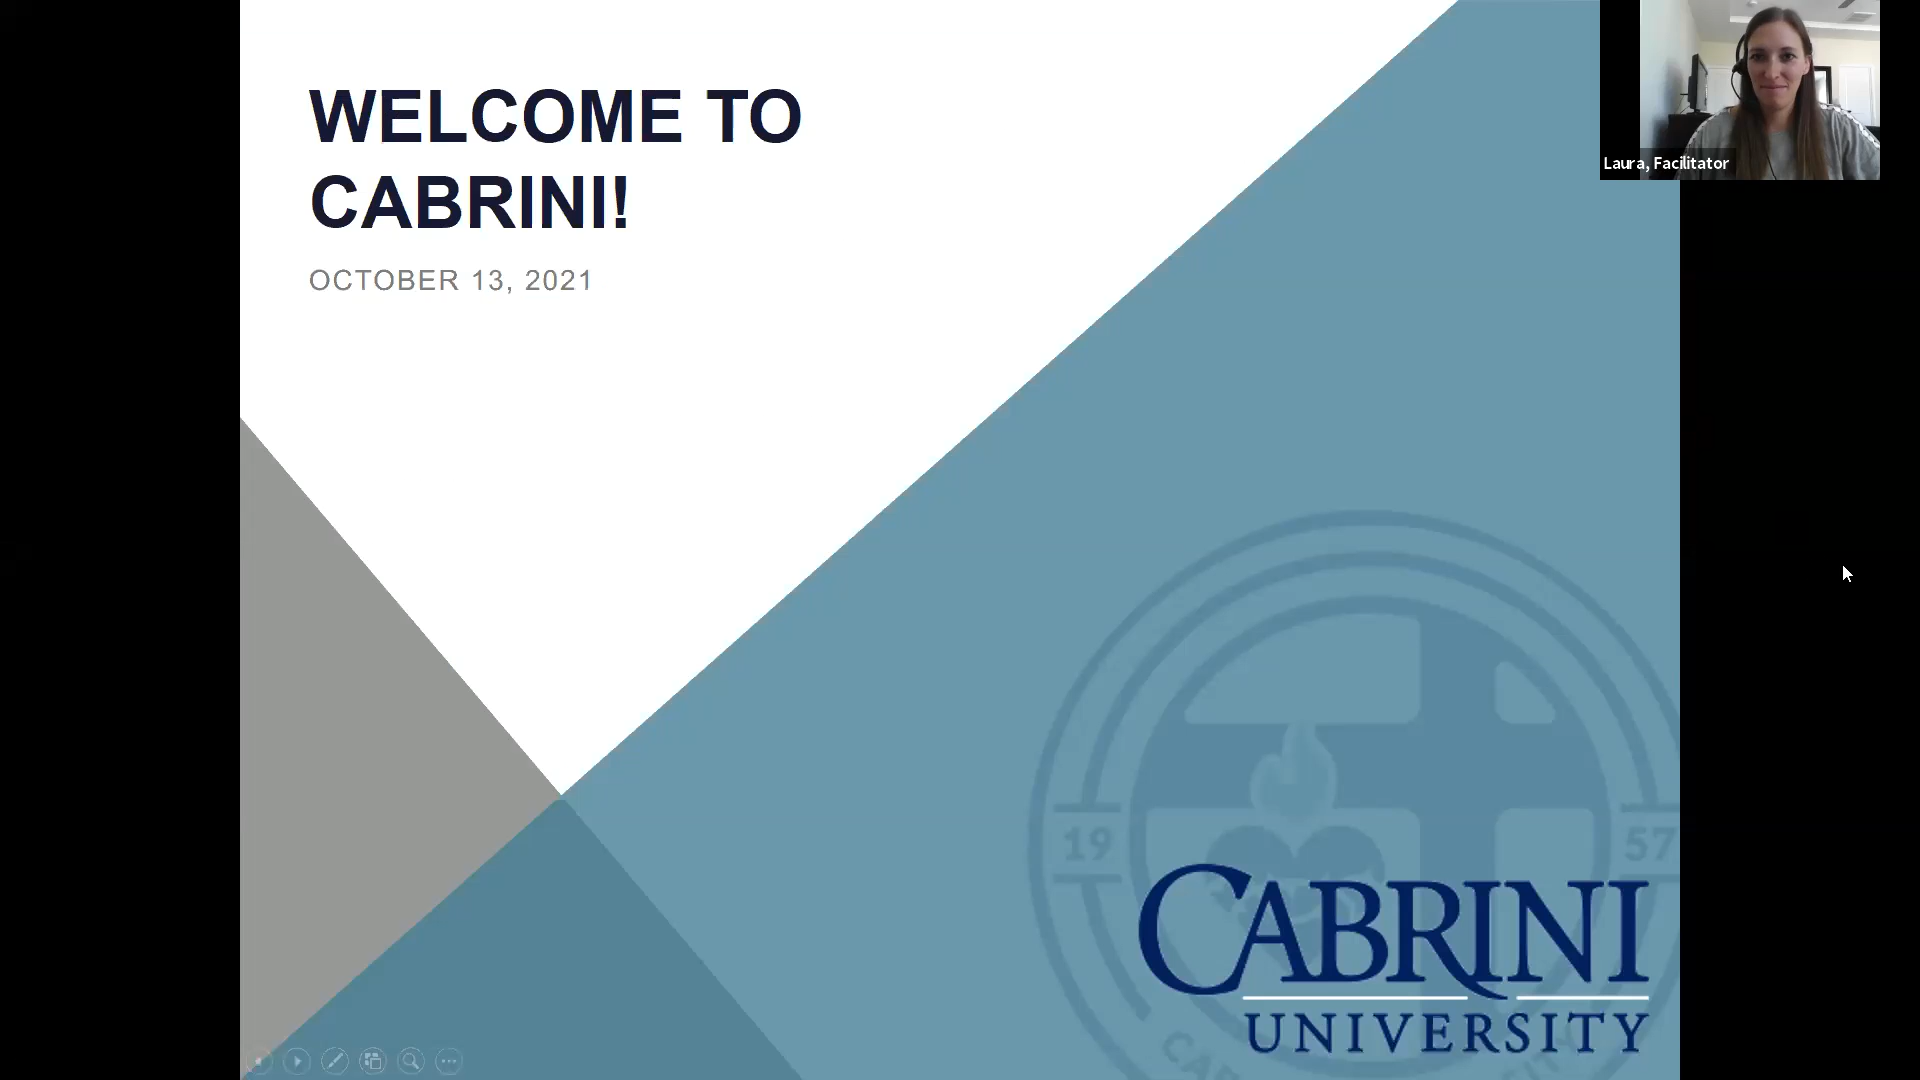 WELCOME TO
CABRINI!
OCTOBER 13, 2021
Laura, Facilitator
19
57
CABRINI
UNIVERSITY